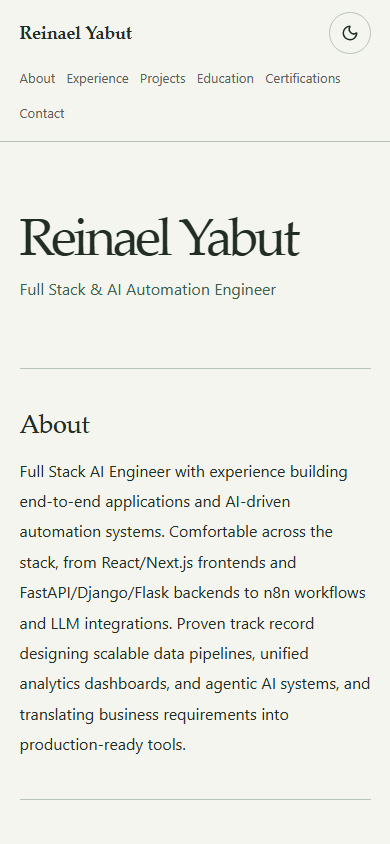 Reinael Yabut
About Experience Projects Education Certifications
Contact
Reinael Yabut
Full Stack & AI Automation Engineer
About
Full Stack AI Engineer with experience building
end-to-end applications and AI-driven
automation systems. Comfortable across the
stack, from React/Next.js frontends and
FastAPI/Django/Flask backends to n8n workflows
and LLM integrations. Proven track record
designing scalable data pipelines, unified
analytics dashboards, and agentic AI systems, and
translating business requirements into
production-ready tools.